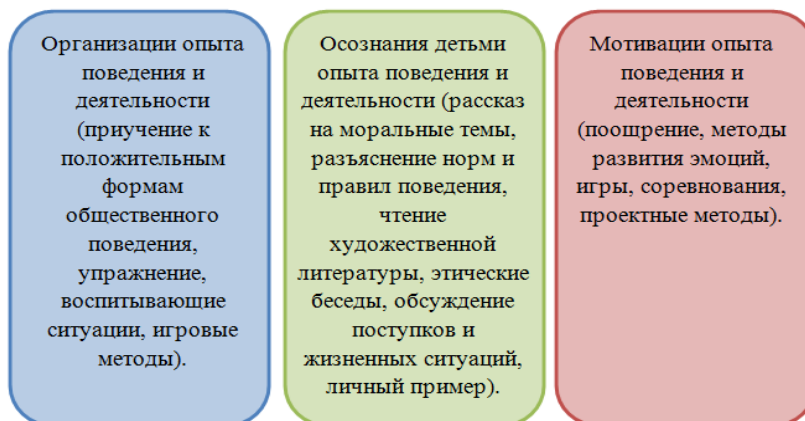 Организации опыта
поведения и
деятельности
(приучение к
положительным
формам
общественного
поведения,
упражнение,
воспитывающие
ситуации, игровые
методы).
Осознания детьми
опыта поведения и
деятельности (рассказ
на моральные темы,
разъяснение норм и
правил поведения,
чтение
художественной
литературы, этические
беседы, обсуждение
поступков и
жизненных ситуаций,
личный пример).
Мотивации опыта
поведения и
деятельности
(поощрение, методы
развития эмоций,
игры, соревнования,
проектные методы).